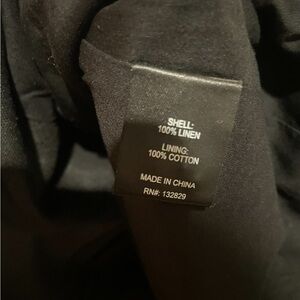 SHELL:
100% LINEN
LINING:
100% COTTON
MADE IN CHINA
RN#: 132829